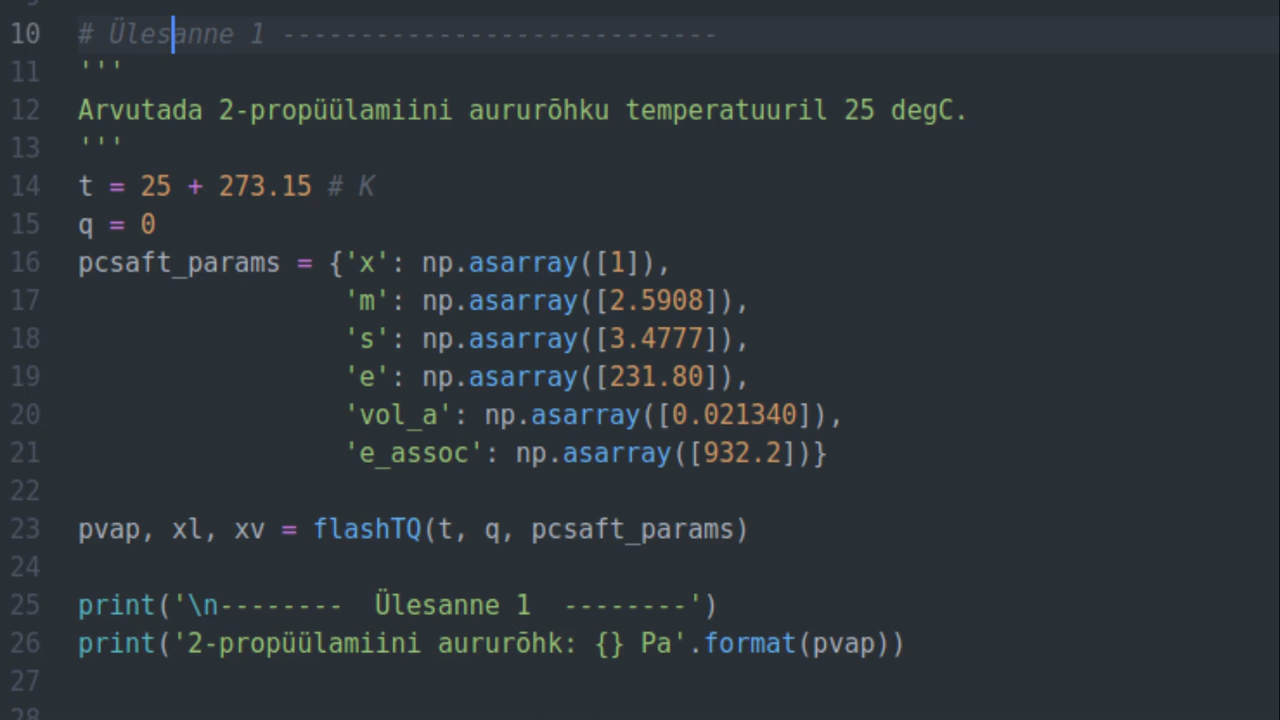 10 # Ülesanne 1 ----------------------------
11 '''
12 Arvutada 2-propüülamiini aururõhku temperatuuril 25 degC.
13 '''
14 t = 25 + 273.15 # K
15 q = 0
16 pcsaft_params = {'x': np.asarray([1]),
17 'm': np.asarray([2.5908]),
18 's': np.asarray([3.4777]),
19 'e': np.asarray([231.80]),
20 'vol_a': np.asarray([0.021340]),
21 'e_assoc': np.asarray([932.2])}
22
23 pvap, xl, xv = flashTQ(t, q, pcsaft_params)
24
25 print('\n--------  Ülesanne 1  --------')
26 print('2-propüülamiini aururõhk: {} Pa'.format(pvap))
27
28